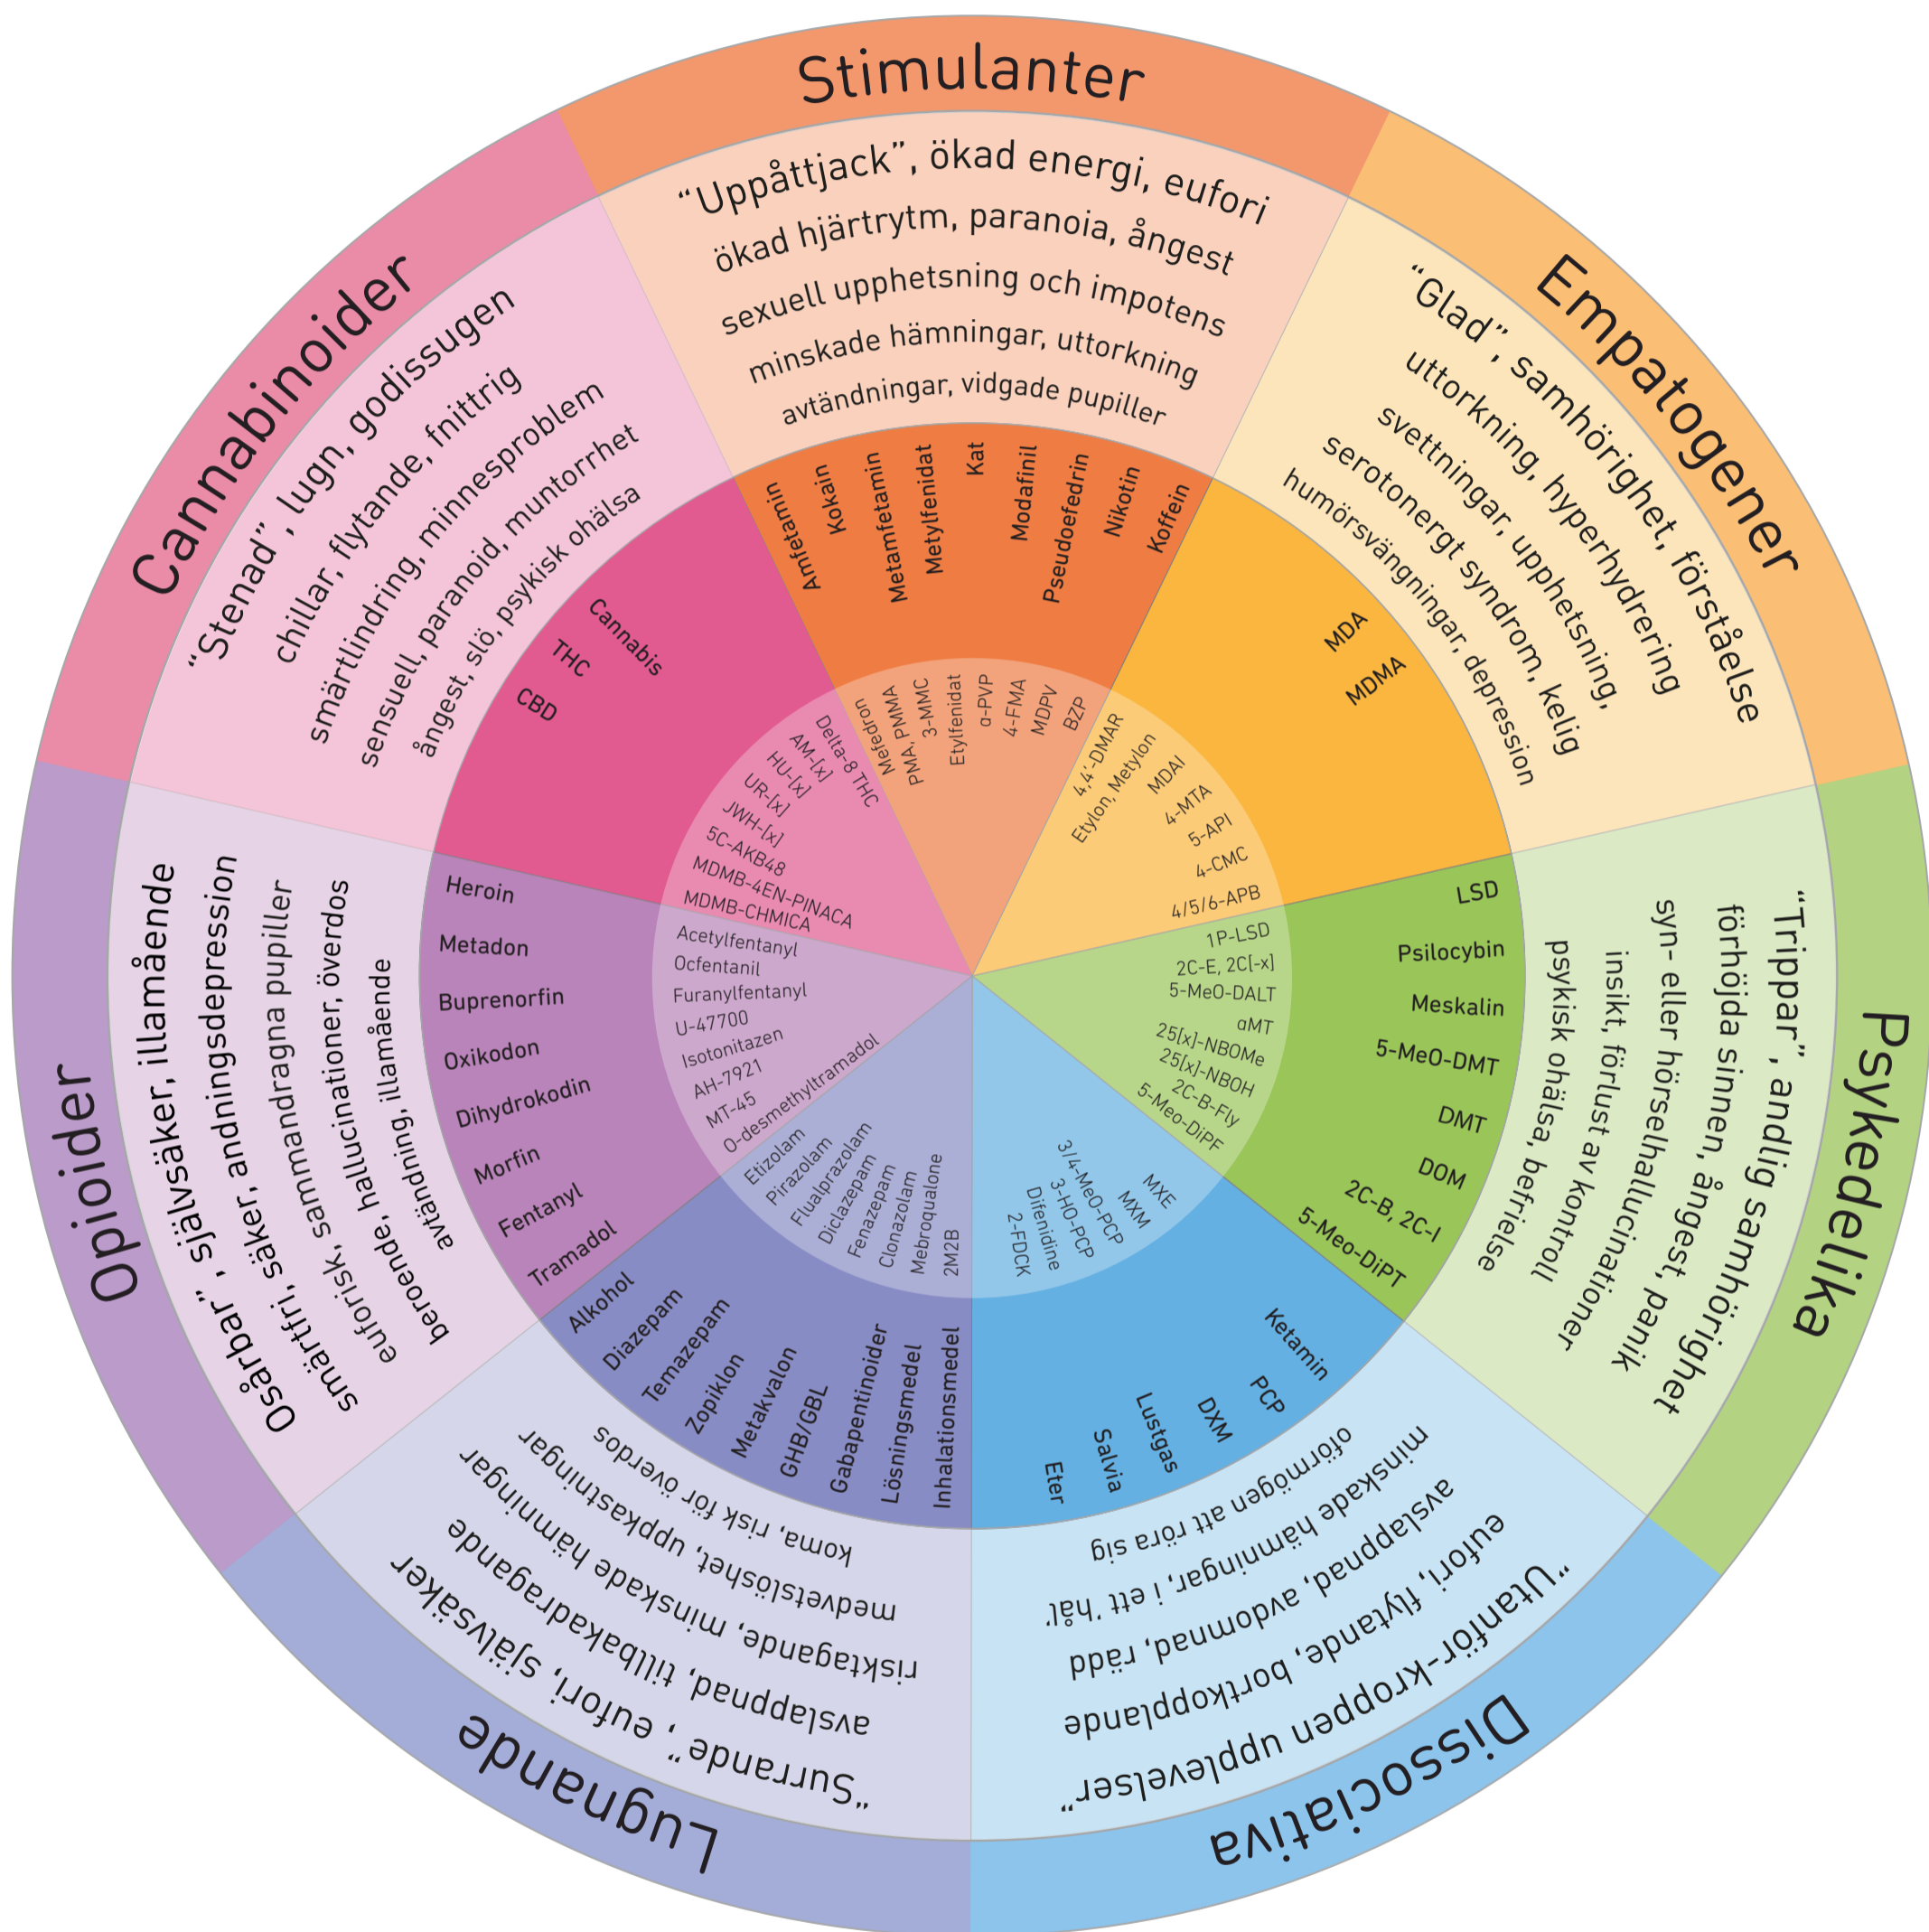 Stimulanter
“Uppåttjack”, ökad energi, eufori
ökad hjärtrytm, paranoia, ångest
sexuell upphetsning och impotens
minskade hämningar, uttorkning
avtändningar, vidgade pupiller
Amfetamin
Kokain
Metamfetamin
Metylfenidat
Kat
Modafinil
Pseudoefedrin
Nikotin
Koffein
Mefedron
PMA, PMMA
3-MMC
Etylfenidat
α-PVP
4-FMA
MDPV
BZP
Empatogener
“Glad”, samhörighet, förståelse
uttorkning, hyperhydrering
svettningar, upphetsning,
serotonergt syndrom, kelig
humörsvängningar, depression
MDA
MDMA
4,4'-DMAR
Etylon, Metylon
MDAI
4-MTA
5-API
4-CMC
4/5/6-APB
Psykedelika
“Trippar”, andlig samhörighet
förhöjda sinnen, ångest, panik
syn- eller hörselhallucinationer
insikt, förlust av kontroll
psykisk ohälsa, befrielse
LSD
Psilocybin
Meskalin
5-MeO-DMT
DMT
DOM
2C-B, 2C-I
5-Meo-DiPT
1P-LSD
2C-E, 2C[-x]
5-MeO-DALT
αMT
25[x]-NBOMe
25[x]-NBOH
2C-B-Fly
5-Meo-DiPF
Dissociativa
“Utanför-kroppen upplevelser”
eufori, flytande, bortkopplande
avslappnad, avdomnad, rädd
minskade hämningar, i ett 'hål'
oförmögen att röra sig
Ketamin
PCP
DXM
Lustgas
Salvia
Eter
MXE
MXM
3/4-MeO-PCP
3-HO-PCP
Difenidine
2-FDCK
Lugnande
“Surrande”, eufori, självsäker
avslappnad, tillbakadragande
risktagande, minskade hämningar
medvetslöshet, uppkastningar
koma, risk för överdos
Alkohol
Diazepam
Temazepam
Zopiklon
Metakvalon
GHB/GBL
Gabapentinoider
Lösningsmedel
Inhalationsmedel
Etizolam
Pirazolam
Flualprazolam
Diclazepam
Fenazepam
Clonazolam
Mebroqualone
2M2B
Opioider
Osårbar”, självsäker, illamående
smärtfri, säker, andningsdepression
euforisk, sammandragna pupiller
beroende, hallucinationer, överdos
avtändning, illamående
Heroin
Metadon
Buprenorfin
Oxikodon
Dihydrokodin
Morfin
Fentanyl
Tramadol
Acetylfentanyl
Ocfentanil
Furanylfentanyl
U-47700
Isotonitazen
AH-7921
MT-45
O-desmethyltramadol
Cannabinoider
“Stenad”, lugn, godissugen
chillar, flytande, fnittrig
smärtlindring, minnesproblem
sensuell, paranoid, muntorrhet
ångest, slö, psykisk ohälsa
Cannabis
THC
CBD
Delta-8 THC
AM-[x]
HU-[x]
UR-[x]
JWH-[x]
5C-AKB48
MDMB-4EN-PINACA
MDMB-CHMICA